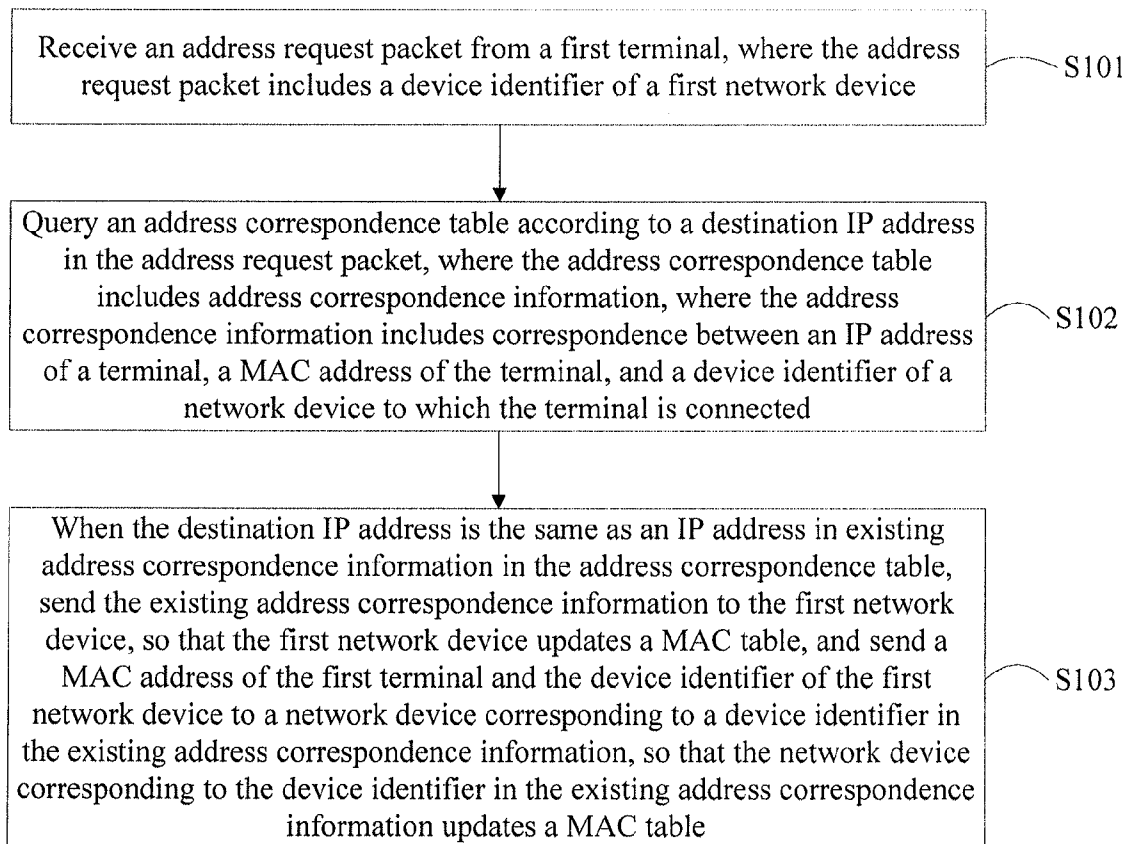 Receive an address request packet from a first terminal, where the address
request packet includes a device identifier of a first network device
S101
Query an address correspondence table according to a destination IP address
in the address request packet, where the address correspondence table
includes address correspondence information, where the address
correspondence information includes correspondence between an IP address
of a terminal, a MAC address of the terminal, and a device identifier of a
network device to which the terminal is connected
S102
When the destination IP address is the same as an IP address in existing
address correspondence information in the address correspondence table,
send the existing address correspondence information to the first network
device, so that the first network device updates a MAC table, and send a
MAC address of the first terminal and the device identifier of the first
network device to a network device corresponding to a device identifier in
the existing address correspondence information, so that the network device
corresponding to the device identifier in the existing address correspondence
information updates a MAC table
S103